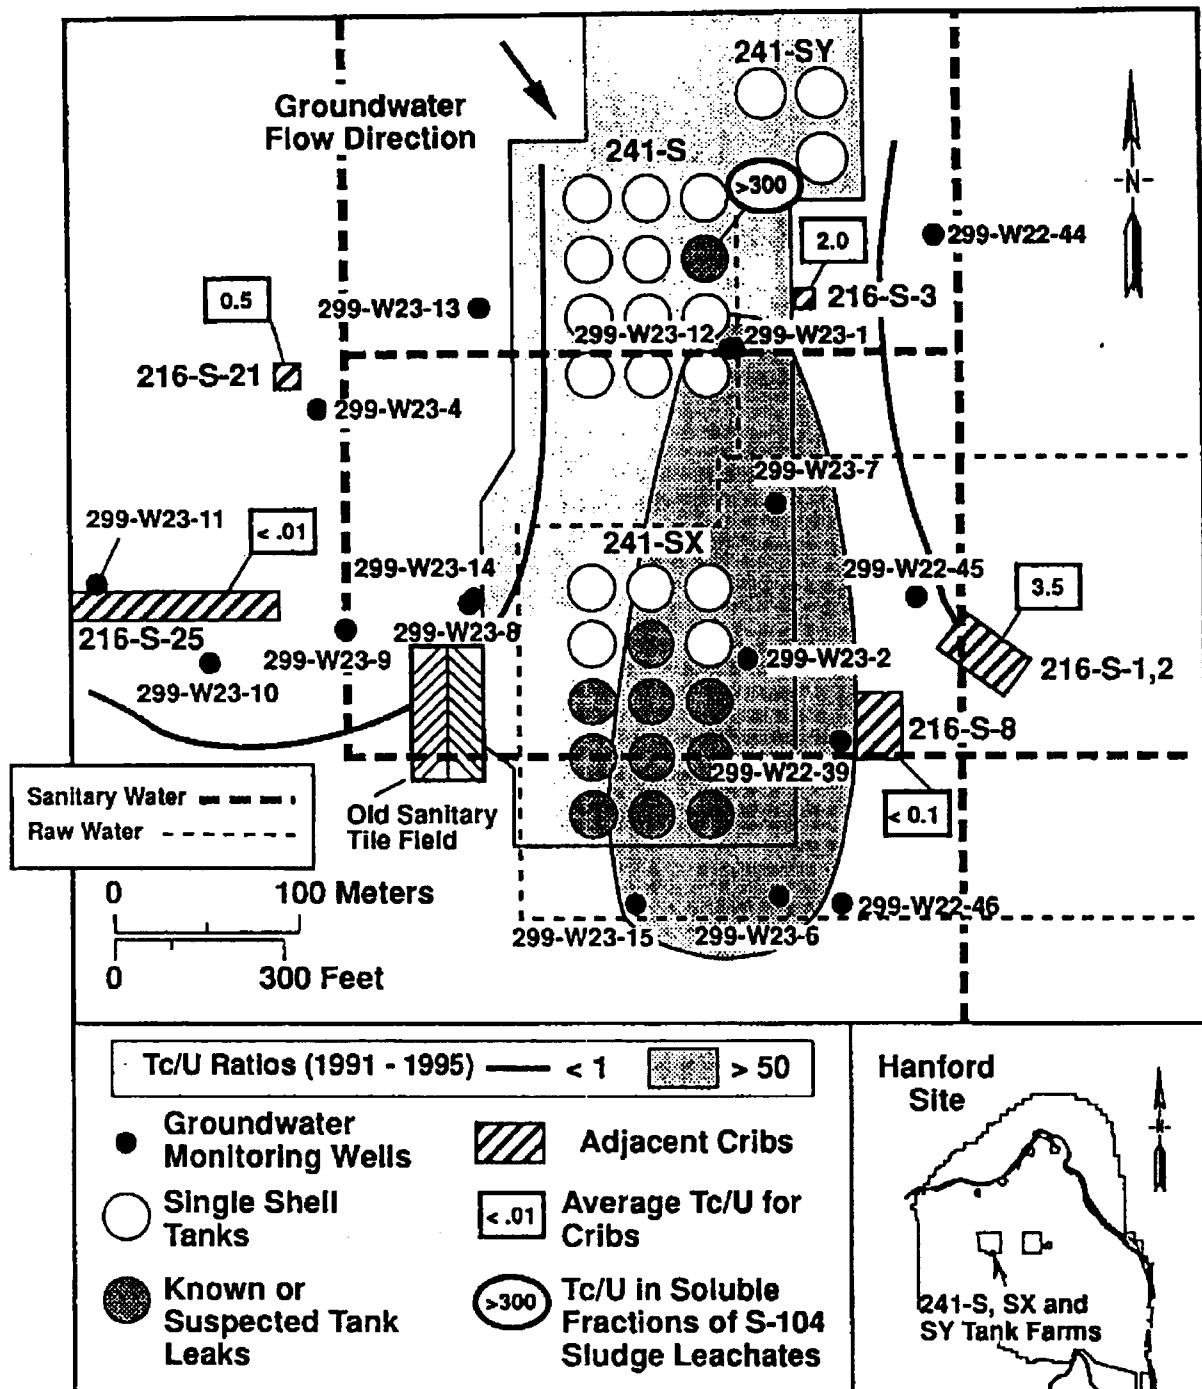 241-SY
Groundwater
Flow Direction
241-S
>300
-N-
2.0
299-W22-44
0.5
299-W23-13
216-S-3
299-W23-12
299-W23-1
216-S-21
299-W23-4
299-W23-7
299-W23-11
< .01
241-SX
299-W23-14
299-W22-45
3.5
216-S-25
299-W23-8
299-W23-9
299-W23-2
299-W23-10
216-S-1,2
216-S-8
299-W22-39
Sanitary Water
Raw Water
Old Sanitary
Tile Field
< 0.1
0 100 Meters
299-W22-46
299-W23-15
299-W23-6
0 300 Feet
Tc/U Ratios (1991 - 1995) < 1 > 50
Groundwater
Monitoring Wells
Adjacent Cribs
Single Shell
Tanks
< .01
Average Tc/U for
Cribs
Known or
Suspected Tank
Leaks
>300
Tc/U in Soluble
Fractions of S-104
Sludge Leachates
Hanford
Site
241-S, SX and
SY Tank Farms